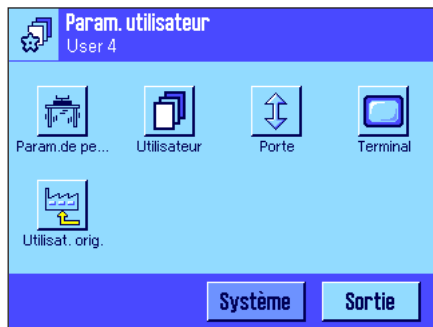 Param. utilisateur
User 4
Param.de pe...
Utilisateur
Porte
Terminal
Utilisat. orig.
Système
Sortie